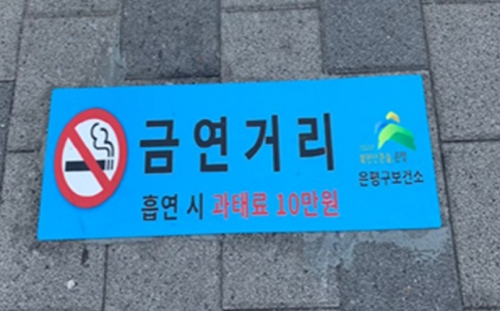 금연거리
흡연 시 과태료 10만원
은평구보건소